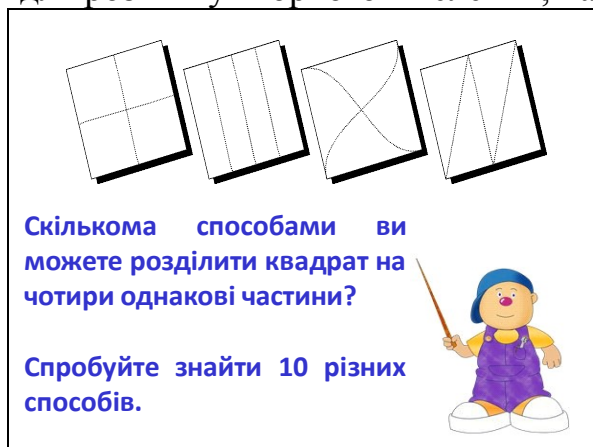 Скількома способами ви
можете розділити квадрат на
чотири однакові частини?
Спробуйте знайти 10 різних
способів.